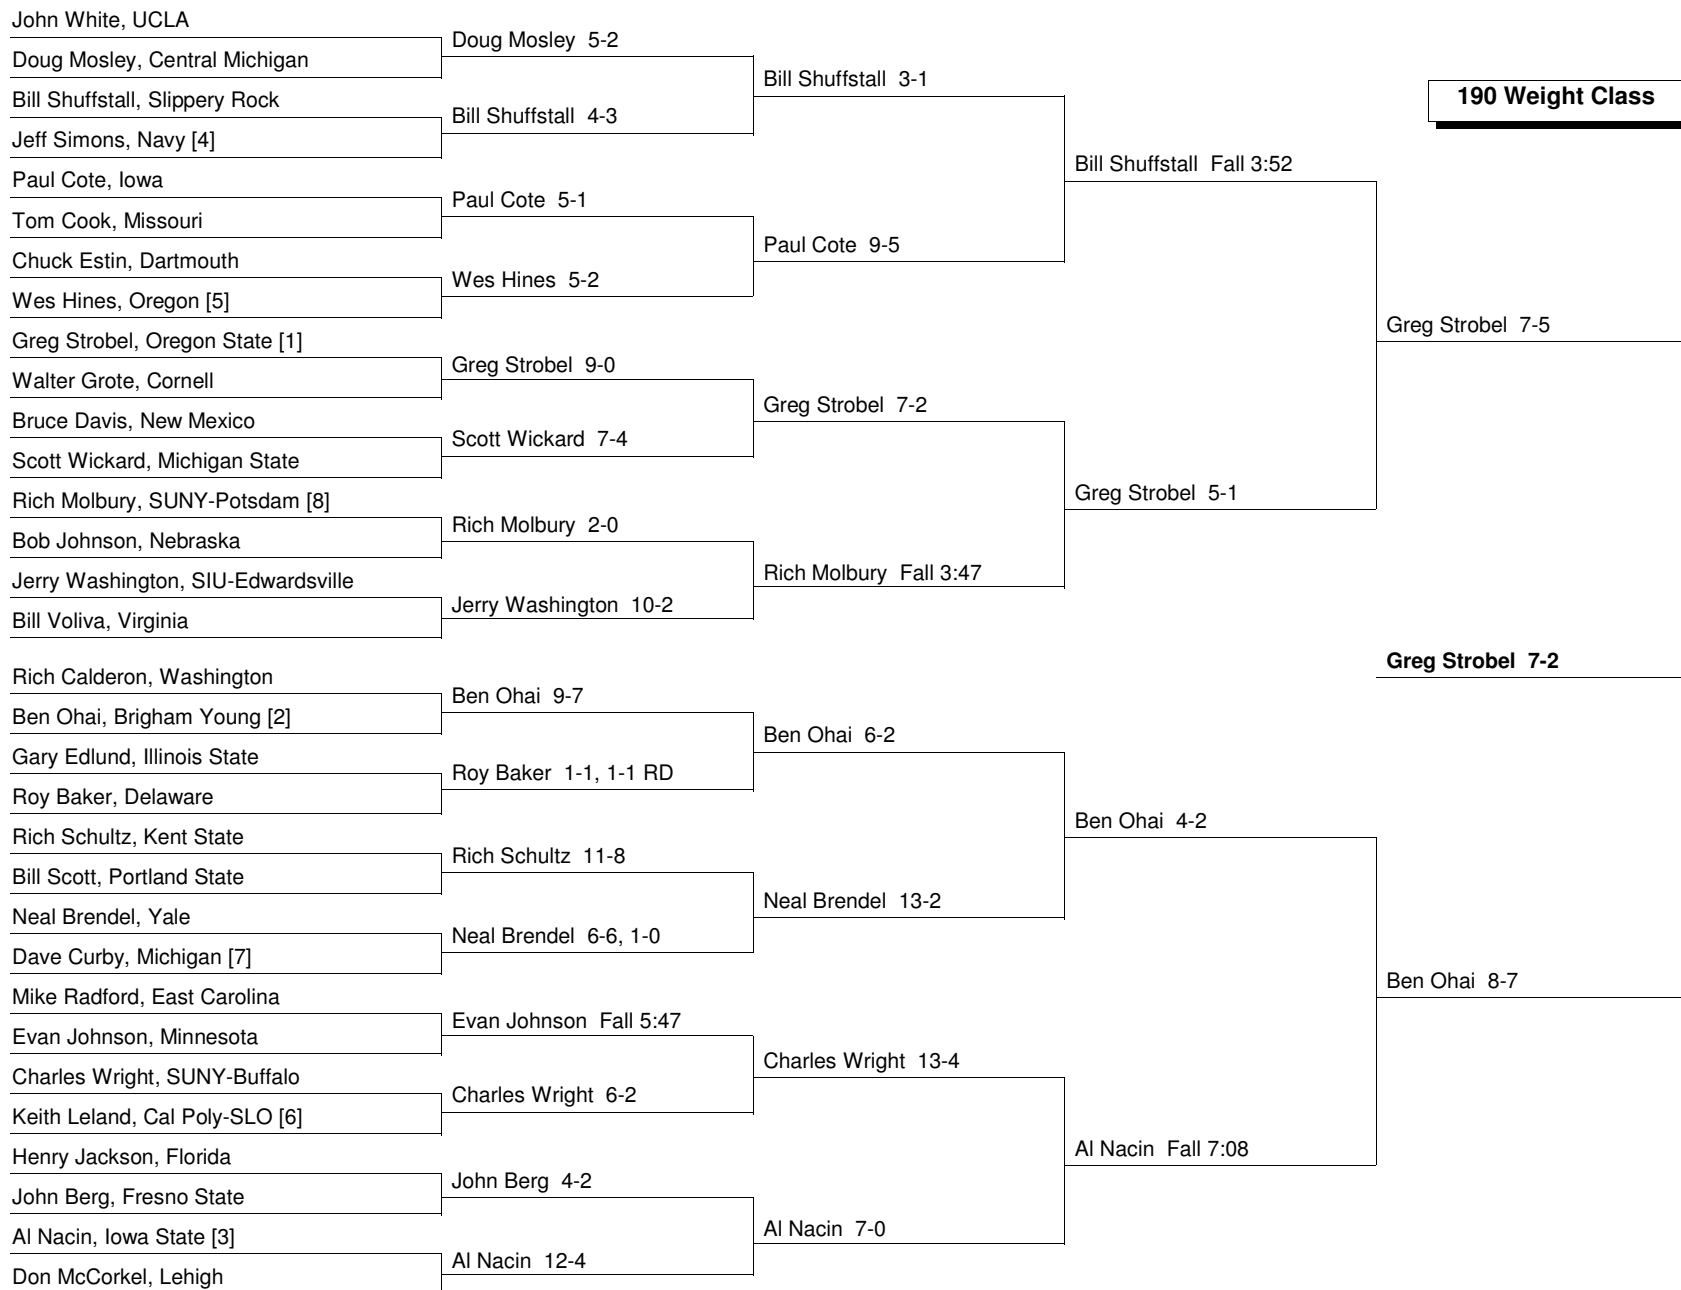 John White, UCLA
Doug Mosley, Central Michigan
Bill Shuffstall, Slippery Rock
Jeff Simons, Navy [4]
Paul Cote, Iowa
Tom Cook, Missouri
Chuck Estin, Dartmouth
Wes Hines, Oregon [5]
Greg Strobel, Oregon State [1]
Walter Grote, Cornell
Bruce Davis, New Mexico
Scott Wickard, Michigan State
Rich Molbury, SUNY-Potsdam [8]
Bob Johnson, Nebraska
Jerry Washington, SIU-Edwardsville
Bill Voliva, Virginia
Rich Calderon, Washington
Ben Ohai, Brigham Young [2]
Gary Edlund, Illinois State
Roy Baker, Delaware
Rich Schultz, Kent State
Bill Scott, Portland State
Neal Brendel, Yale
Dave Curby, Michigan [7]
Mike Radford, East Carolina
Evan Johnson, Minnesota
Charles Wright, SUNY-Buffalo
Keith Leland, Cal Poly-SLO [6]
Henry Jackson, Florida
John Berg, Fresno State
Al Nacin, Iowa State [3]
Don McCorkel, Lehigh
Doug Mosley 5-2
Bill Shuffstall 4-3
Paul Cote 5-1
Wes Hines 5-2
Greg Strobel 9-0
Scott Wickard 7-4
Rich Molbury 2-0
Jerry Washington 10-2
Ben Ohai 9-7
Roy Baker 1-1, 1-1 RD
Rich Schultz 11-8
Neal Brendel 6-6, 1-0
Evan Johnson Fall 5:47
Charles Wright 6-2
John Berg 4-2
Al Nacin 12-4
Bill Shuffstall 3-1
Paul Cote 9-5
Greg Strobel 7-2
Rich Molbury Fall 3:47
Ben Ohai 6-2
Neal Brendel 13-2
Charles Wright 13-4
Al Nacin 7-0
Bill Shuffstall Fall 3:52
Greg Strobel 5-1
Ben Ohai 4-2
Al Nacin Fall 7:08
190 Weight Class
Greg Strobel 7-5
Greg Strobel 7-2
Ben Ohai 8-7